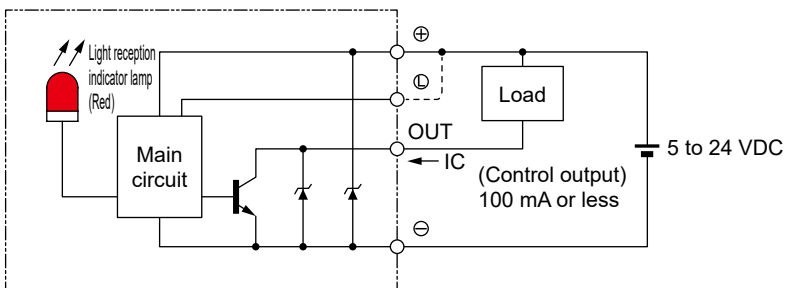 Light reception
indicator lamp
(Red)
⊕
Ⓛ
Load
OUT
IC
Main
circuit
(Control output)
100 mA or less
5 to 24 VDC
⊖